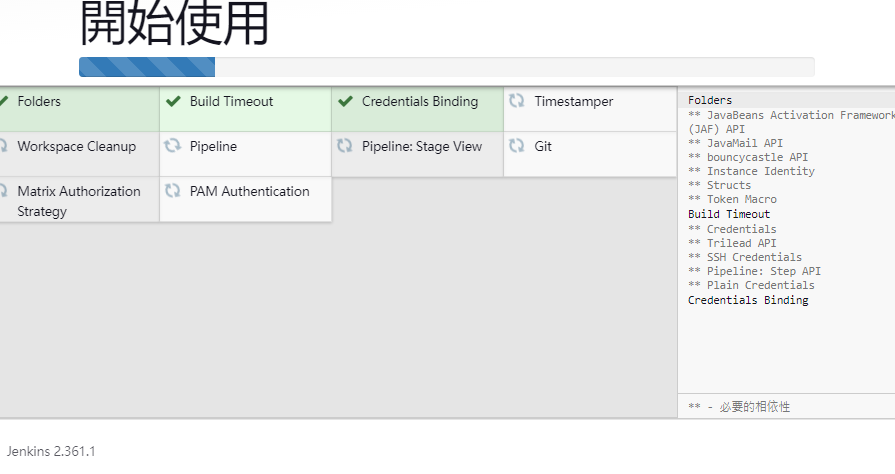 開始使用
Folders
Build Timeout
Credentials Binding
Timestamper
Workspace Cleanup
Pipeline
Pipeline: Stage View
Git
Matrix Authorization
Strategy
PAM Authentication
Folders
** JavaBeans Activation Framework
(JAF) API
** JavaMail API
** bouncycastle API
** Instance Identity
** Structs
** Token Macro
Build Timeout
** Credentials
** Trilead API
** SSH Credentials
** Pipeline: Step API
** Plain Credentials
Credentials Binding
** - 必要的相依性
Jenkins 2.361.1